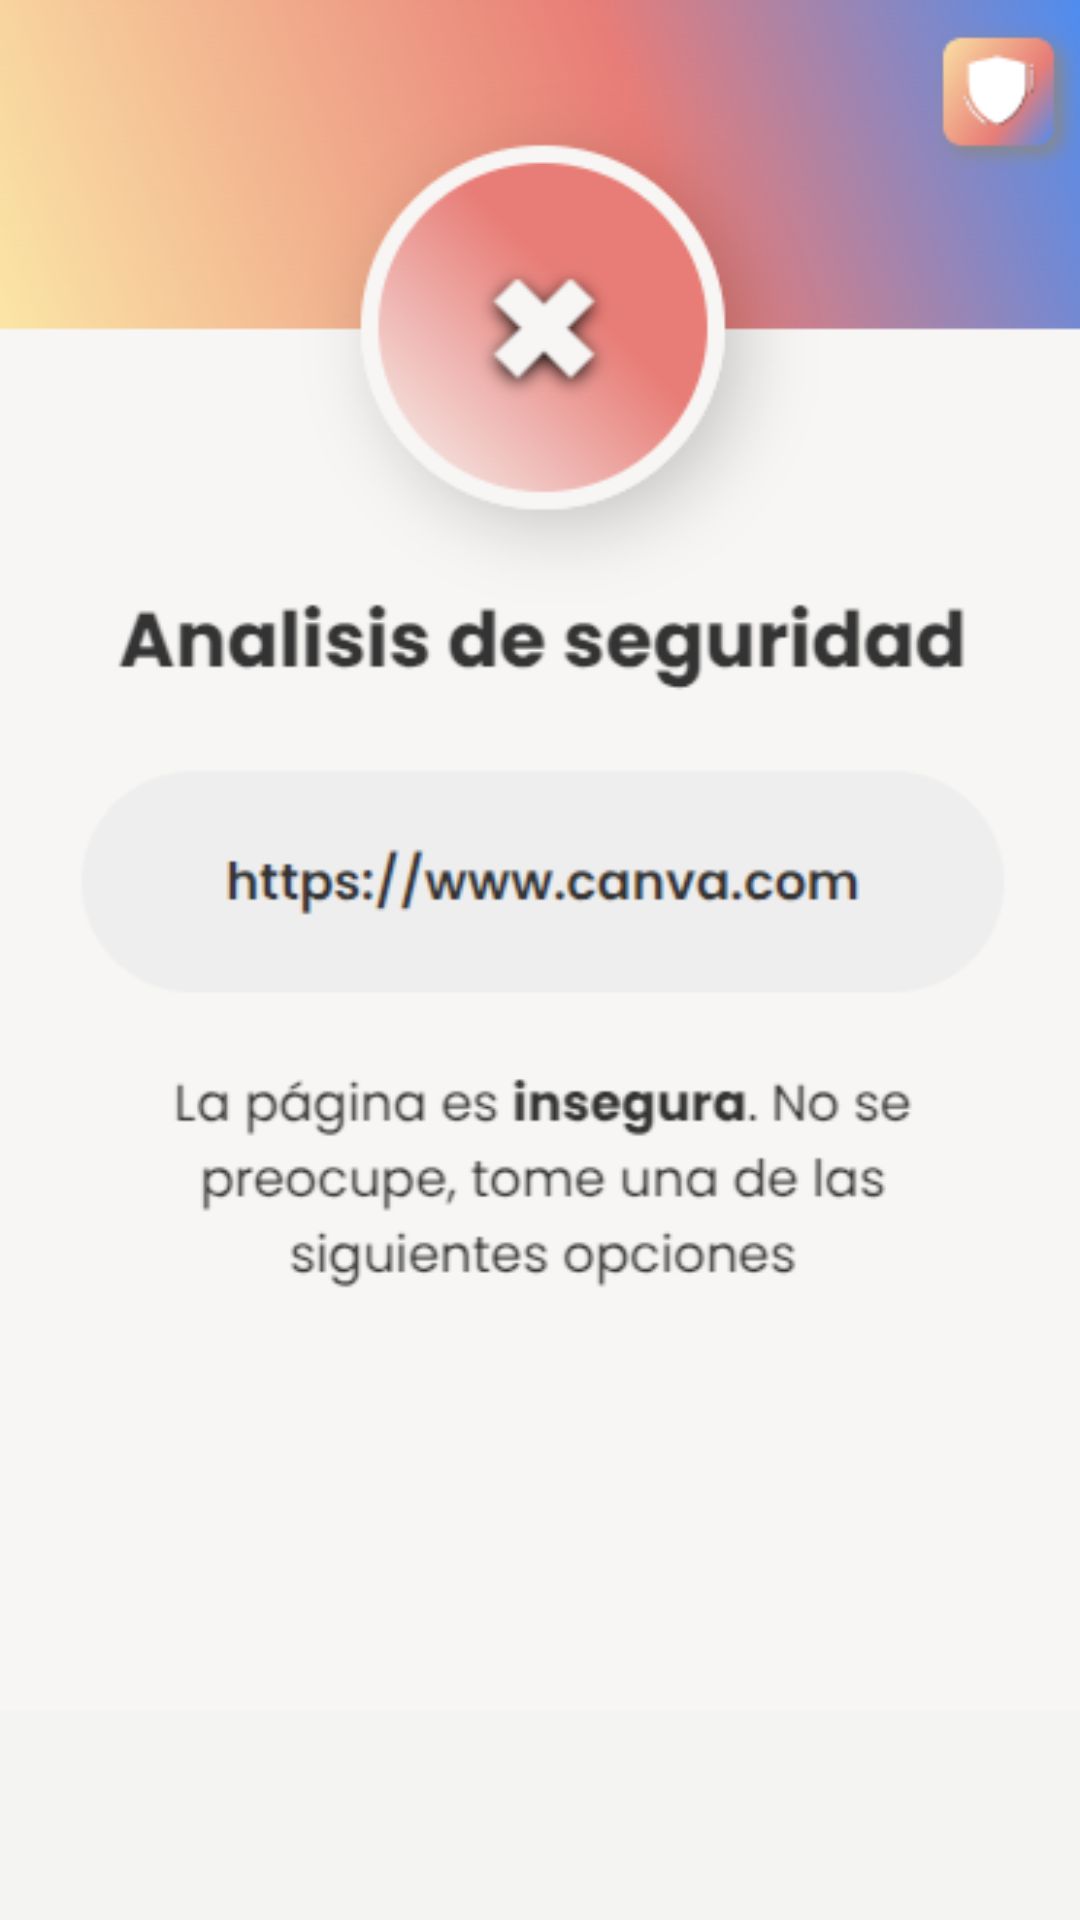 Analisis de seguridad
https://www.canva.com
La página es insegura. No se
preocupe, tome una de las
siguientes opciones